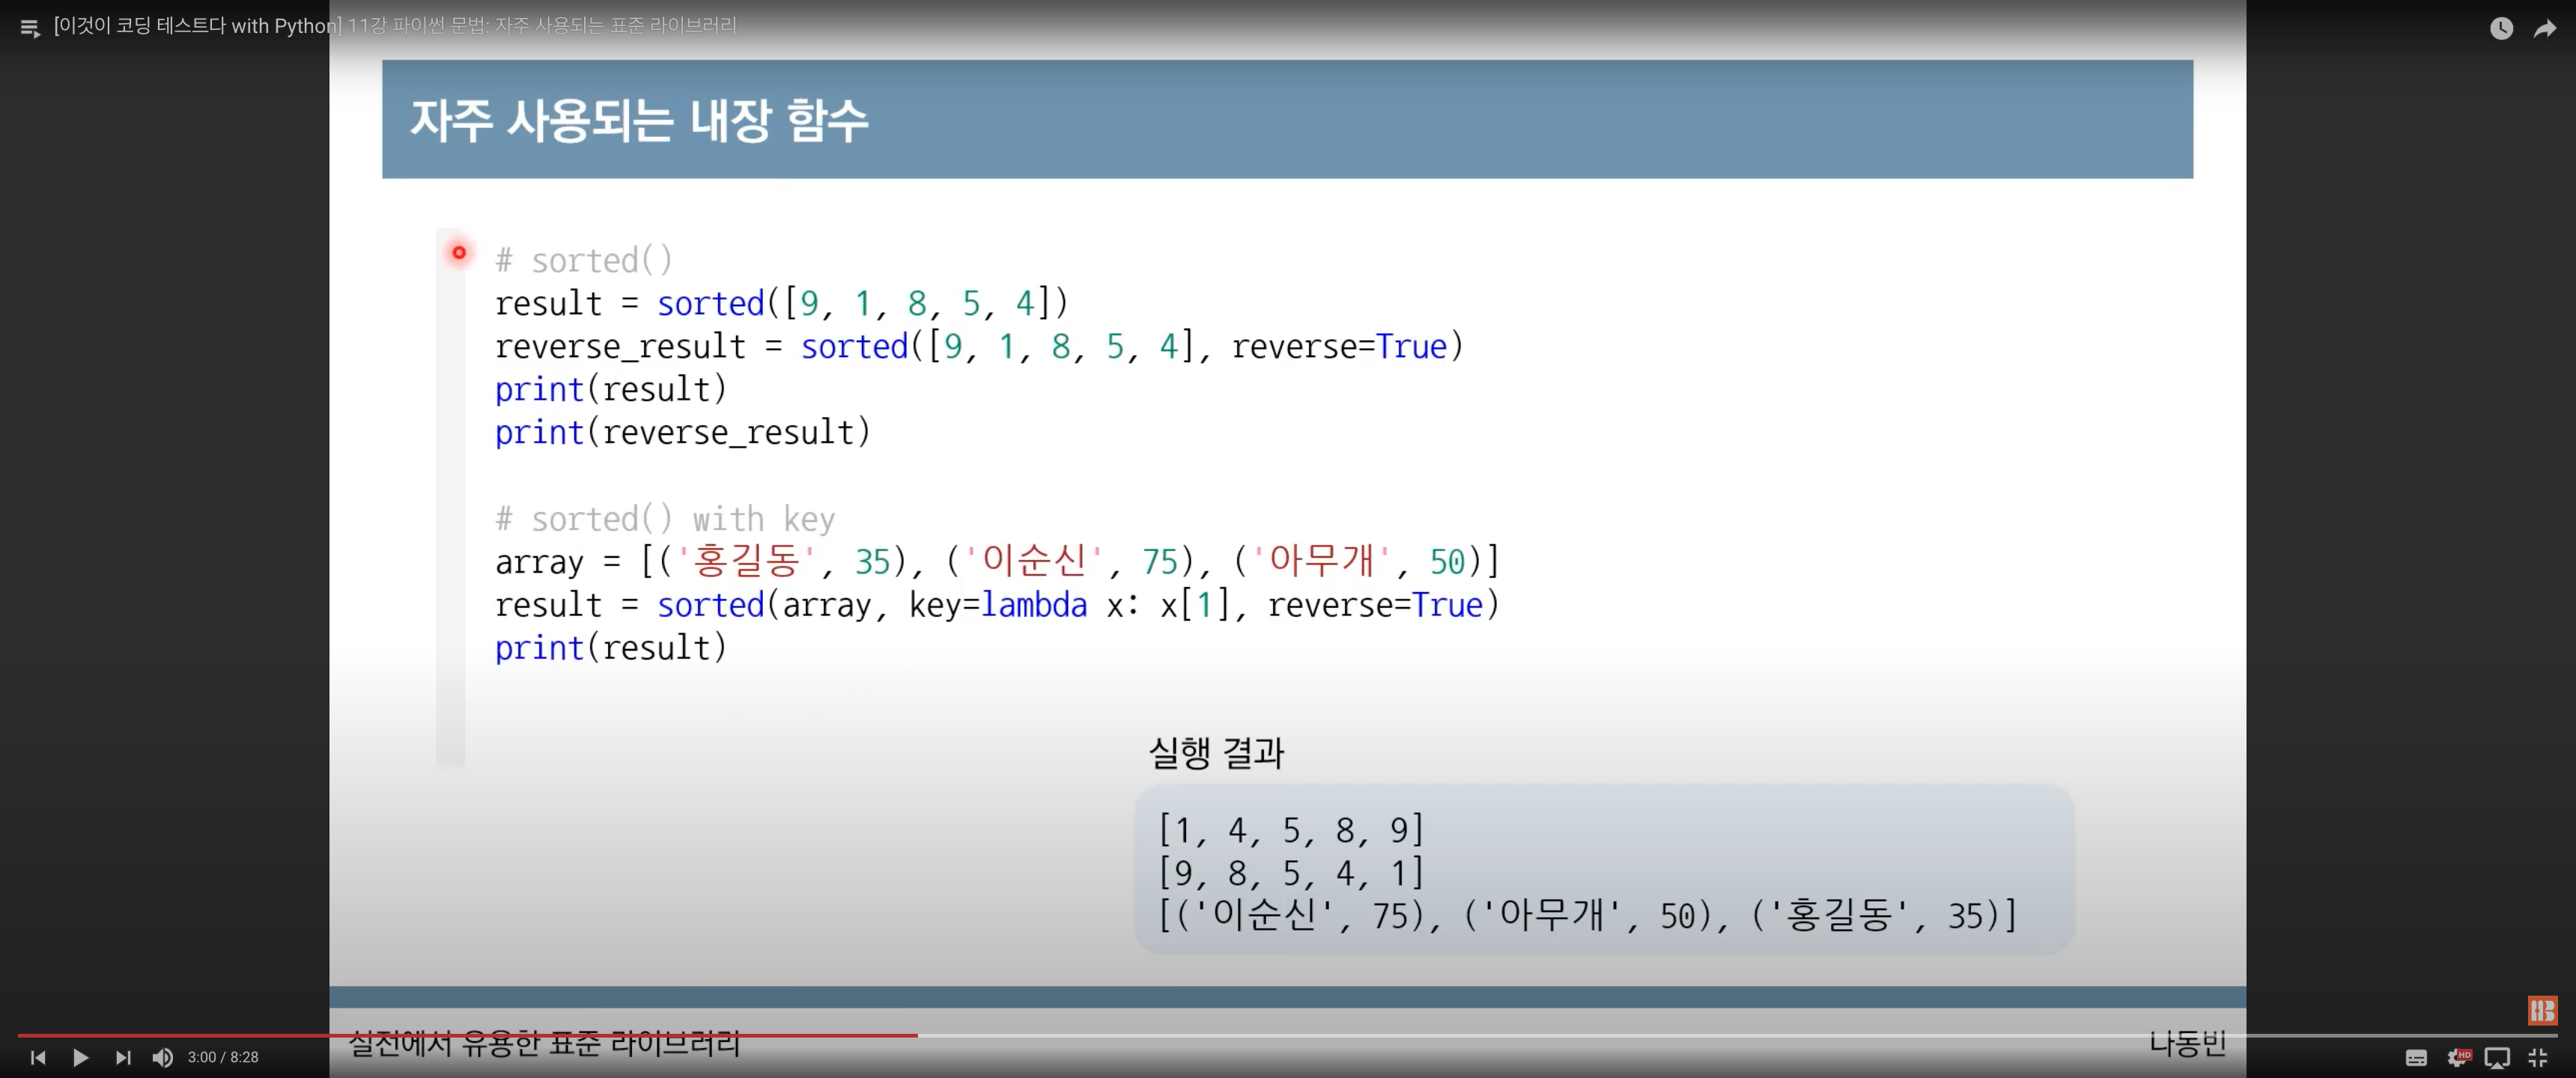 [이것이 코딩 테스트다 with Python] 11강 파이썬 문법: 자주 사용되는 표준 라이브러리
자주 사용되는 내장 함수
# sorted()
result = sorted([9, 1, 8, 5, 4])
reverse_result = sorted([9, 1, 8, 5, 4], reverse=True)
print(result)
print(reverse_result)
# sorted() with key
array = [('홍길동', 35), ('이순신', 75), ('아무개', 50)]
result = sorted(array, key=lambda x: x[1], reverse=True)
print(result)
실행 결과
[1, 4, 5, 8, 9]
[9, 8, 5, 4, 1]
[('이순신', 75), ('아무개', 50), ('홍길동', 35)]
실전에서 유용한 표준 라이브러리
나동빈
3:00 / 8:28
HD